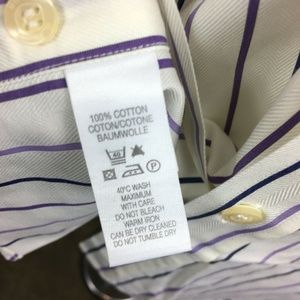 100% COTTON
COTON/COTONE
BAUMWOLLE
40
P
40°C WASH
MAXIMUM
WITH CARE
DO NOT BLEACH
WARM IRON
CAN BE DRY CLEANED
DO NOT TUMBLE DRY